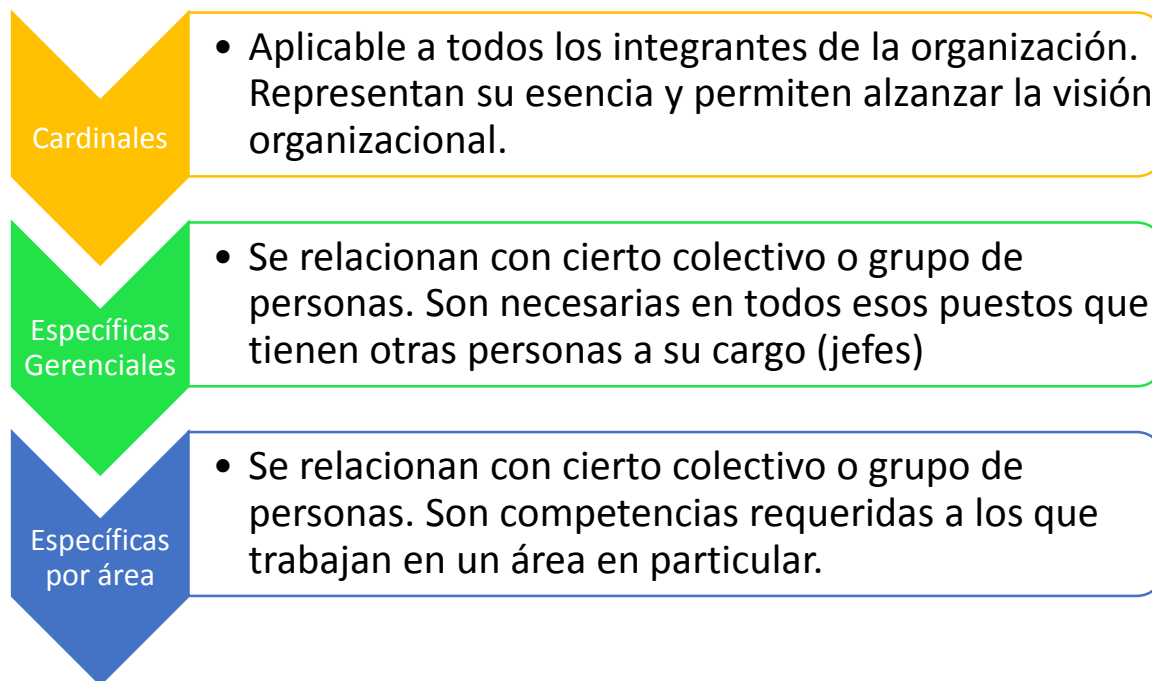 Cardinales
• Aplicable a todos los integrantes de la organización.
Representan su esencia y permiten alzanzar la visión
organizacional.
Específicas
Gerenciales
• Se relacionan con cierto colectivo o grupo de
personas. Son necesarias en todos esos puestos que
tienen otras personas a su cargo (jefes)
Específicas
por área
• Se relacionan con cierto colectivo o grupo de
personas. Son competencias requeridas a los que
trabajan en un área en particular.